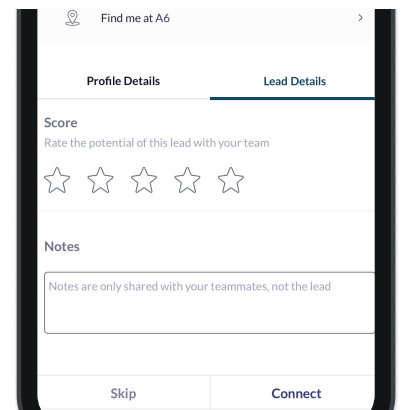 Find me at A6
Profile Details
Lead Details
Score
Rate the potential of this lead with your team
Notes
Notes are only shared with your teammates, not the lead
Skip
Connect